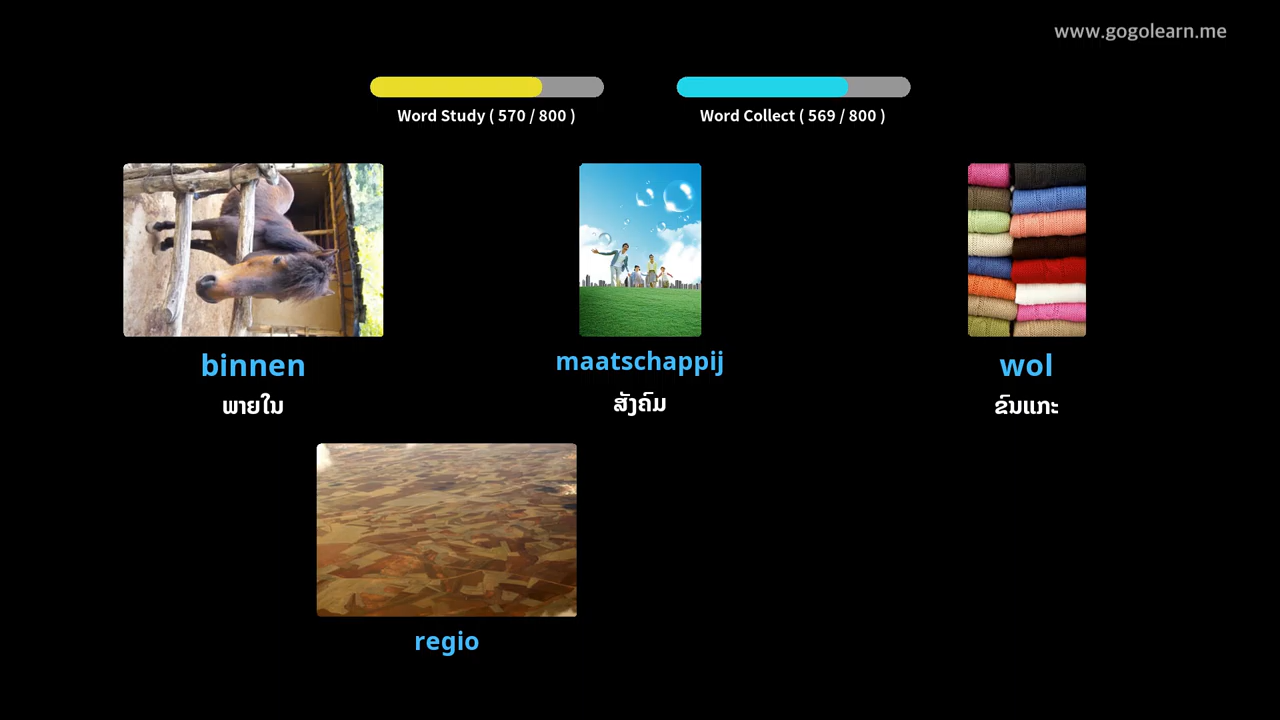 www.gogolearn.me
Word Study ( 570 / 800 )
Word Collect ( 569 / 800 )
binnen
ພາຍໃນ
maatschappij
ສັງຄົມ
wol
ຂົນແກະ
regio